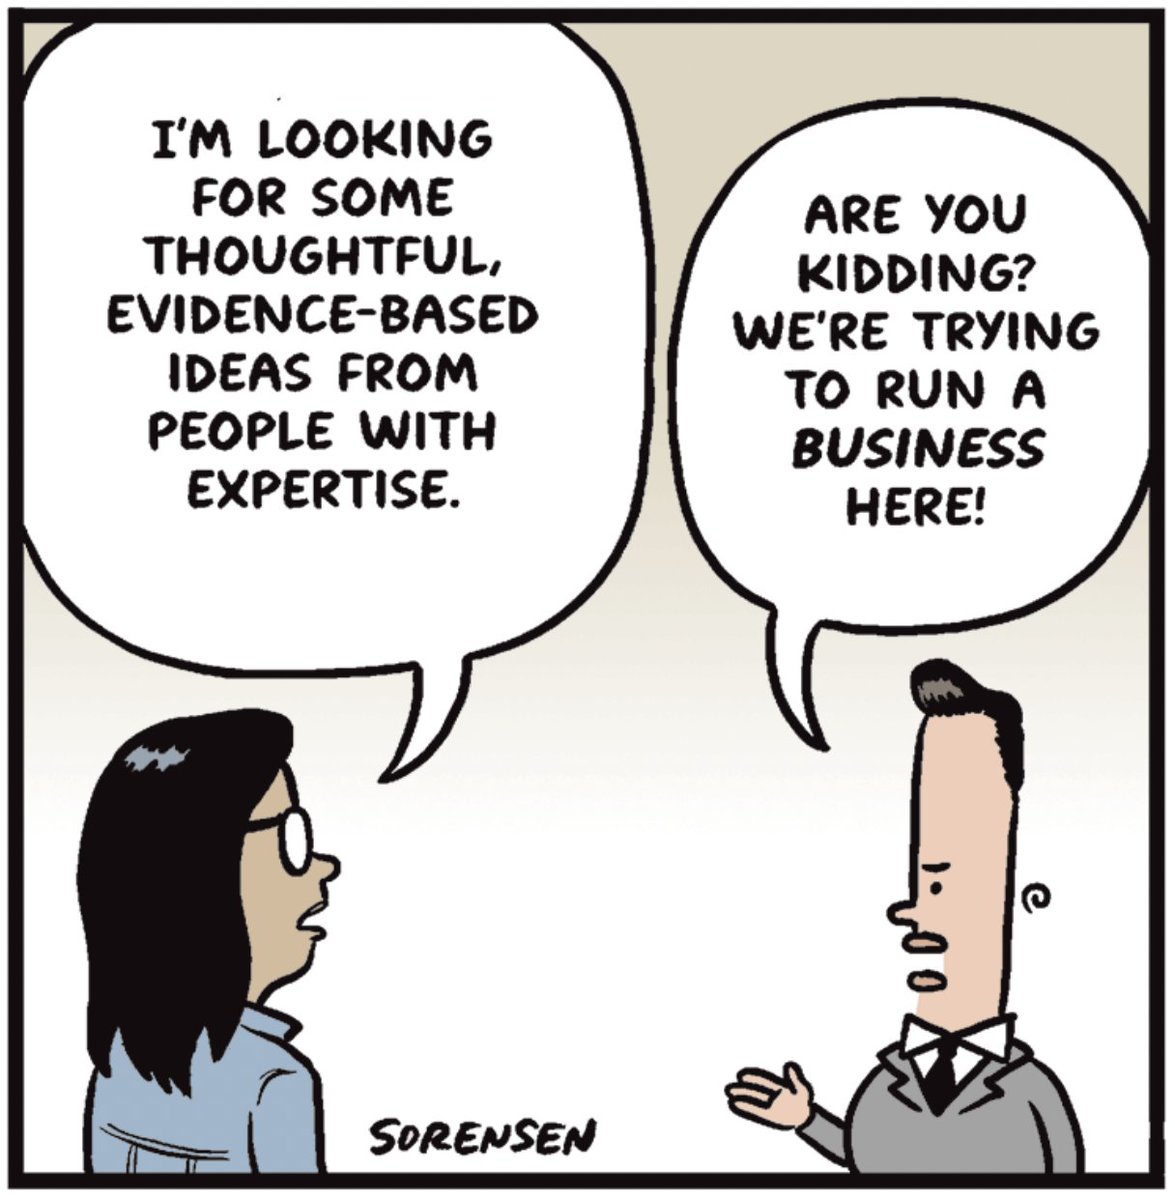 I'M LOOKING
FOR SOME
THOUGHTFUL,
EVIDENCE-BASED
IDEAS FROM
PEOPLE WITH
EXPERTISE.
ARE YOU
KIDDING?
WE'RE TRYING
TO RUN A
BUSINESS
HERE!
SORENSEN